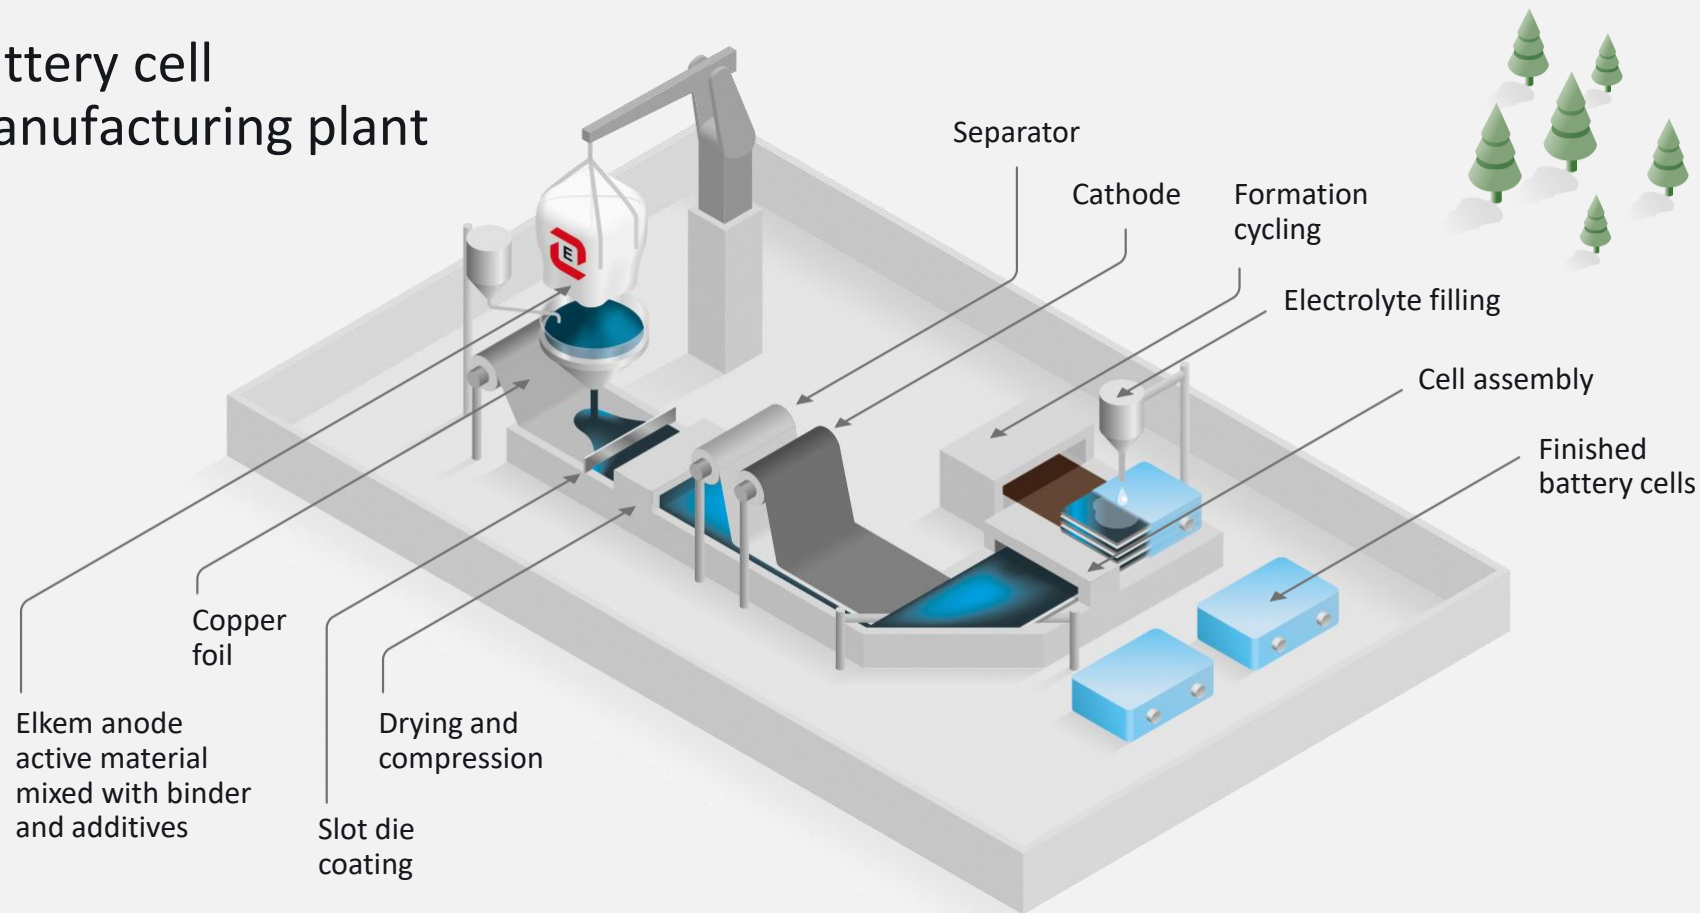 ttery cell
anufacturing plant
Separator
Cathode
Formation
cycling
Electrolyte filling
Cell assembly
Finished
battery cells
E
Copper
foil
Elkem anode
active material
mixed with binder
and additives
Drying and
compression
Slot die
coating